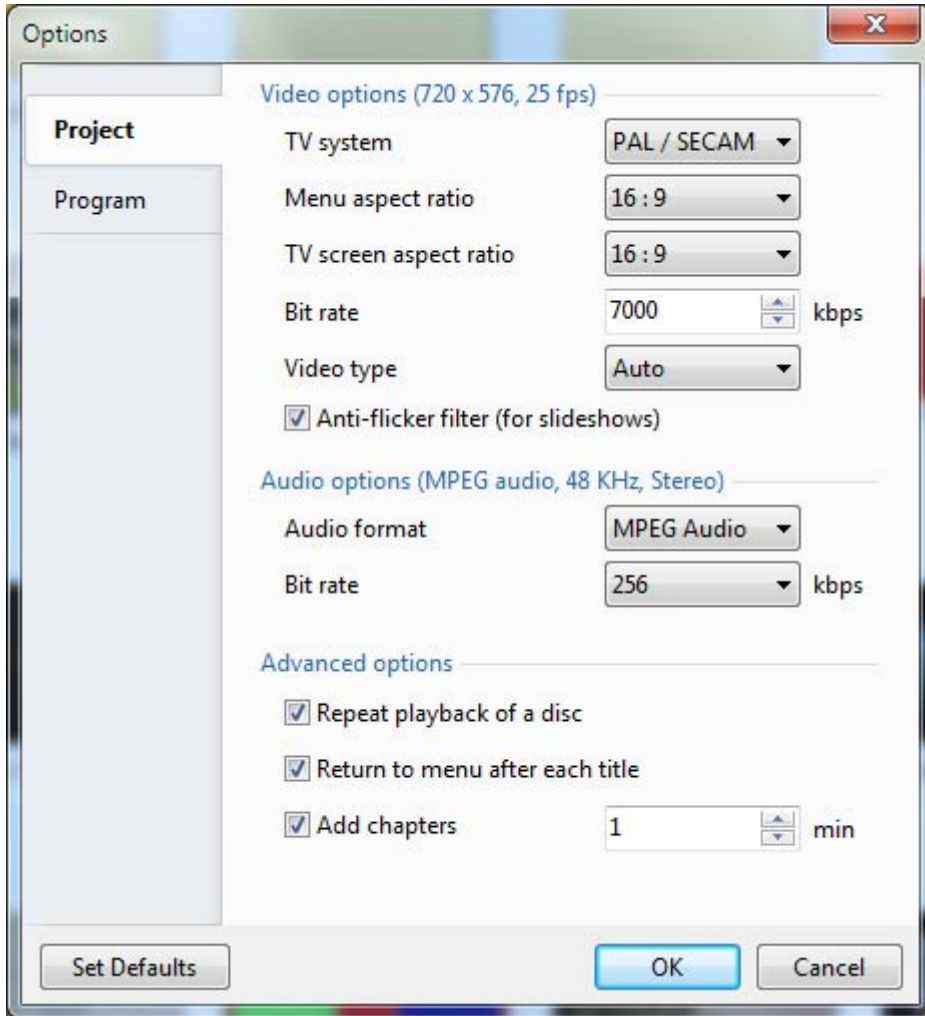 Options
Project
Program
Video options (720 x 576, 25 fps)
TV system PAL / SECAM
Menu aspect ratio 16 : 9
TV screen aspect ratio 16 : 9
Bit rate 7000 kbps
Video type Auto
Anti-flicker filter (for slideshows)
Audio options (MPEG audio, 48 KHz, Stereo)
Audio format MPEG Audio
Bit rate 256 kbps
Advanced options
Repeat playback of a disc
Return to menu after each title
Add chapters 1 min
Set Defaults OK Cancel